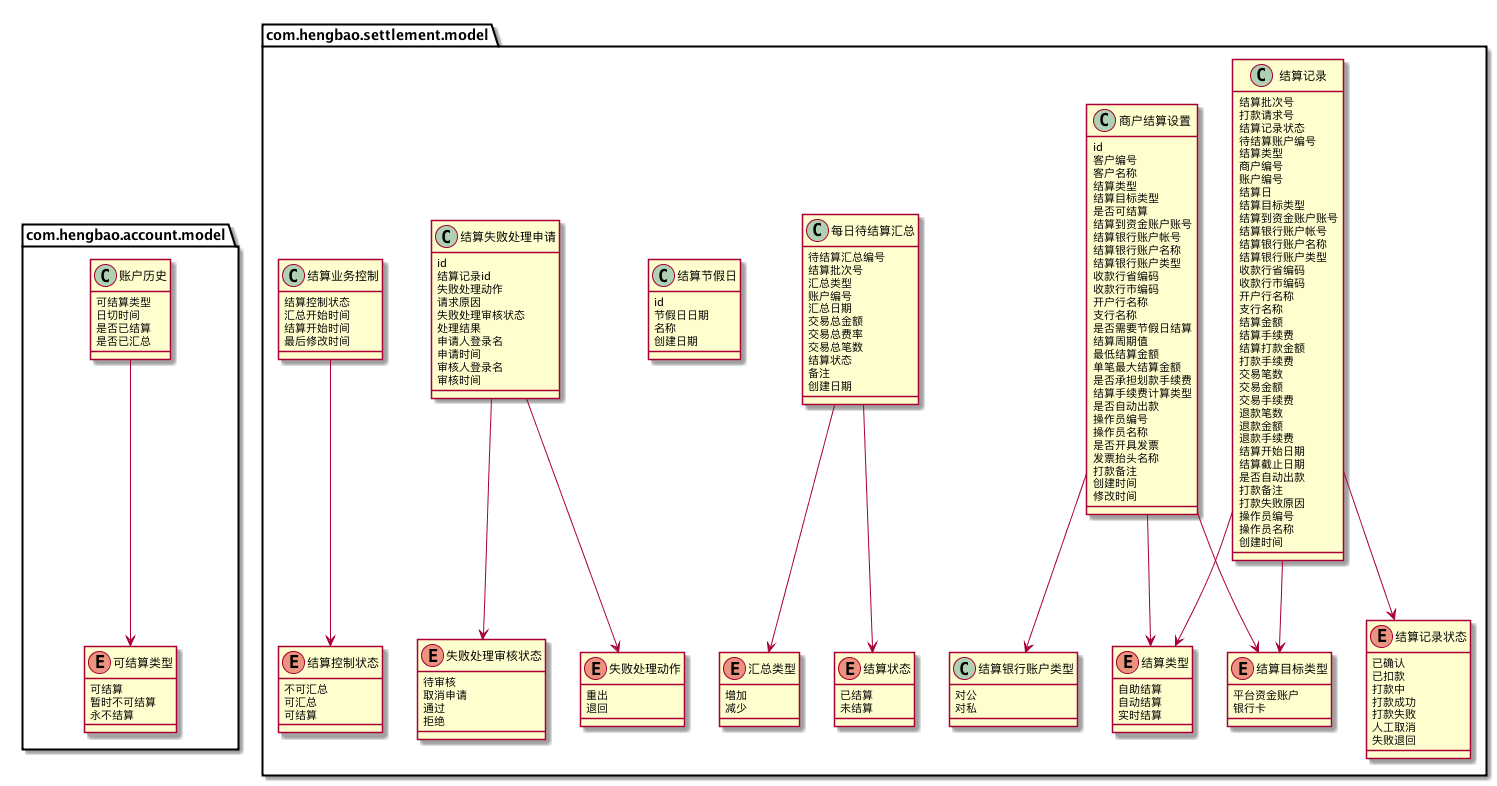 com.hengbao.settlement.model
com.hengbao.account.model
C 账户历史
可结算类型
日切时间
是否已结算
是否已汇总
C 结算业务控制
结算控制状态
汇总开始时间
结算开始时间
最后修改时间
C 结算失败处理申请
id
结算记录id
失败处理动作
请求原因
失败处理审核状态
处理结果
申请人登录名
申请时间
审核人登录名
审核时间
C 结算节假日
id
节假日日期
名称
创建日期
C 每日待结算汇总
待结算汇总编号
结算批次号
汇总类型
账户编号
汇总日期
交易总金额
交易总费率
交易总笔数
结算状态
备注
创建日期
C 商户结算设置
id
客户编号
客户名称
结算类型
结算目标类型
是否可结算
结算到资金账户账号
结算银行账户帐号
结算银行账户名称
结算银行账户类型
收款行省编码
收款行市编码
开户行名称
支行名称
是否需要节假日结算
结算周期值
最低结算金额
单笔最大结算金额
是否承担划款手续费
结算手续费计算类型
是否自动出款
操作员编号
操作员名称
是否开具发票
发票抬头名称
打款备注
创建时间
修改时间
C 结算记录
结算批次号
打款请求号
结算记录状态
待结算账户编号
结算类型
商户编号
账户编号
结算日
结算目标类型
结算到资金账户账号
结算银行账户帐号
结算银行账户名称
结算银行账户类型
收款行省编码
收款行市编码
开户行名称
支行名称
结算金额
结算手续费
结算打款金额
打款手续费
交易笔数
交易金额
交易手续费
退款笔数
退款金额
退款手续费
结算开始日期
结算截止日期
是否自动出款
打款备注
打款失败原因
操作员编号
操作员名称
创建时间
E 可结算类型
可结算
暂时不可结算
永不结算
E 结算控制状态
不可汇总
可汇总
可结算
E 失败处理审核状态
待审核
取消申请
通过
拒绝
E 失败处理动作
重出
退回
E 汇总类型
增加
减少
E 结算状态
已结算
未结算
C 结算银行账户类型
对公
对私
E 结算类型
自助结算
自动结算
实时结算
E 结算目标类型
平台资金账户
银行卡
E 结算记录状态
已确认
已扣款
打款中
打款成功
打款失败
人工取消
失败退回